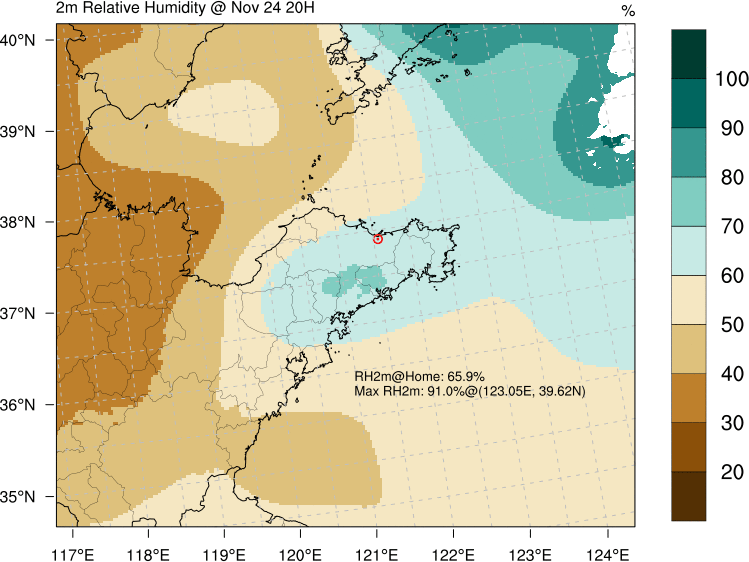 2m Relative Humidity @ Nov 24 20H
%
40°N
39°N
38°N
37°N
36°N
35°N
117°E 118°E 119°E 120°E 121°E 122°E 123°E 124°E
RH2m@Home: 65.9%
Max RH2m: 91.0%@(123.05E, 39.62N)
100
90
80
70
60
50
40
30
20